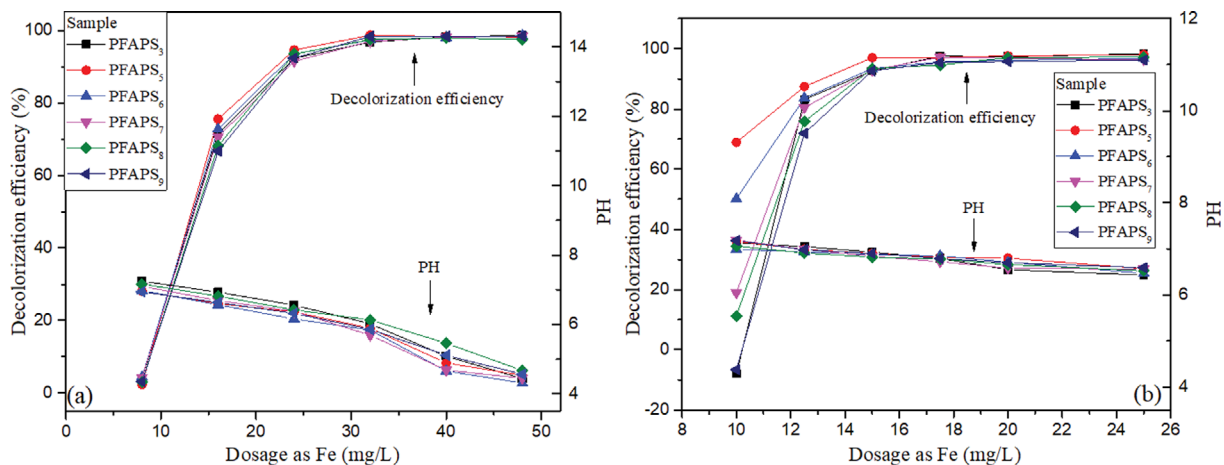 Sample
PFAPS3
PFAPS5
PFAPS6
PFAPS7
PFAPS8
PFAPS9
Decolorization efficiency
PH
(a)
Decolorization efficiency (%)
100
80
60
40
20
0
PH
14
12
10
8
6
4
0 10 20 30 40 50
Dosage as Fe (mg/L)
Sample
PFAPS3
PFAPS5
PFAPS6
PFAPS7
PFAPS8
PFAPS9
Decolorization efficiency
PH
(b)
Decolorization efficiency (%)
100
80
60
40
20
0
-20
PH
12
10
8
6
4
8 10 12 14 16 18 20 22 24 26
Dosage as Fe (mg/L)